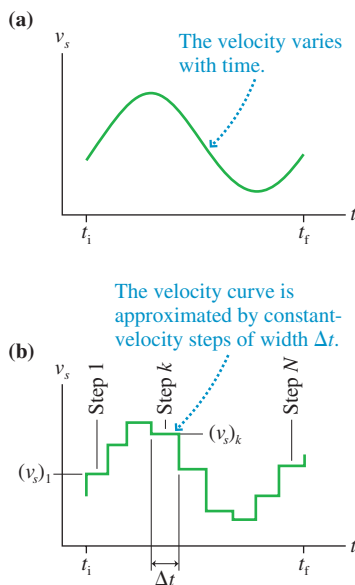 (a)
v_s
The velocity varies
with time.
t_i
t_f
t
The velocity curve is
approximated by constant-
velocity steps of width Δt.
(b)
v_s
Step 1
Step k
Step N
(v_s)_k
(v_s)_1
t_i
Δt
t_f
t